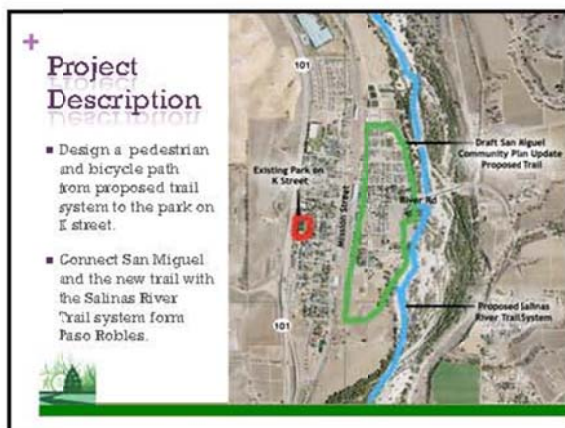 +
Project
Description
■ Design a pedestrian
and bicycle path
from proposed trail
system to the park on
K street.
■ Connect San Miguel
and the new trail with
the Salinas River
Trail system form
Paso Robles.
101
Existing Park on
K Street
Mission Street
Draft San Miguel
Community Plan Update
Proposed Trail
River Rd
Proposed Salinas
River Trail System
101